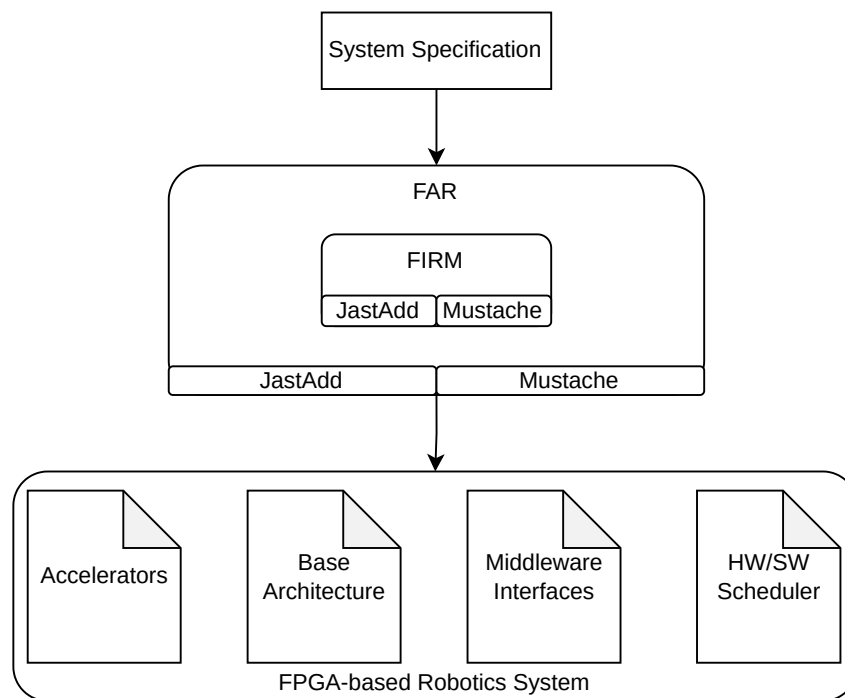 System Specification
FAR
FIRM
JastAdd Mustache
JastAdd Mustache
Accelerators
Base
Architecture
Middleware
Interfaces
HW/SW
Scheduler
FPGA-based Robotics System